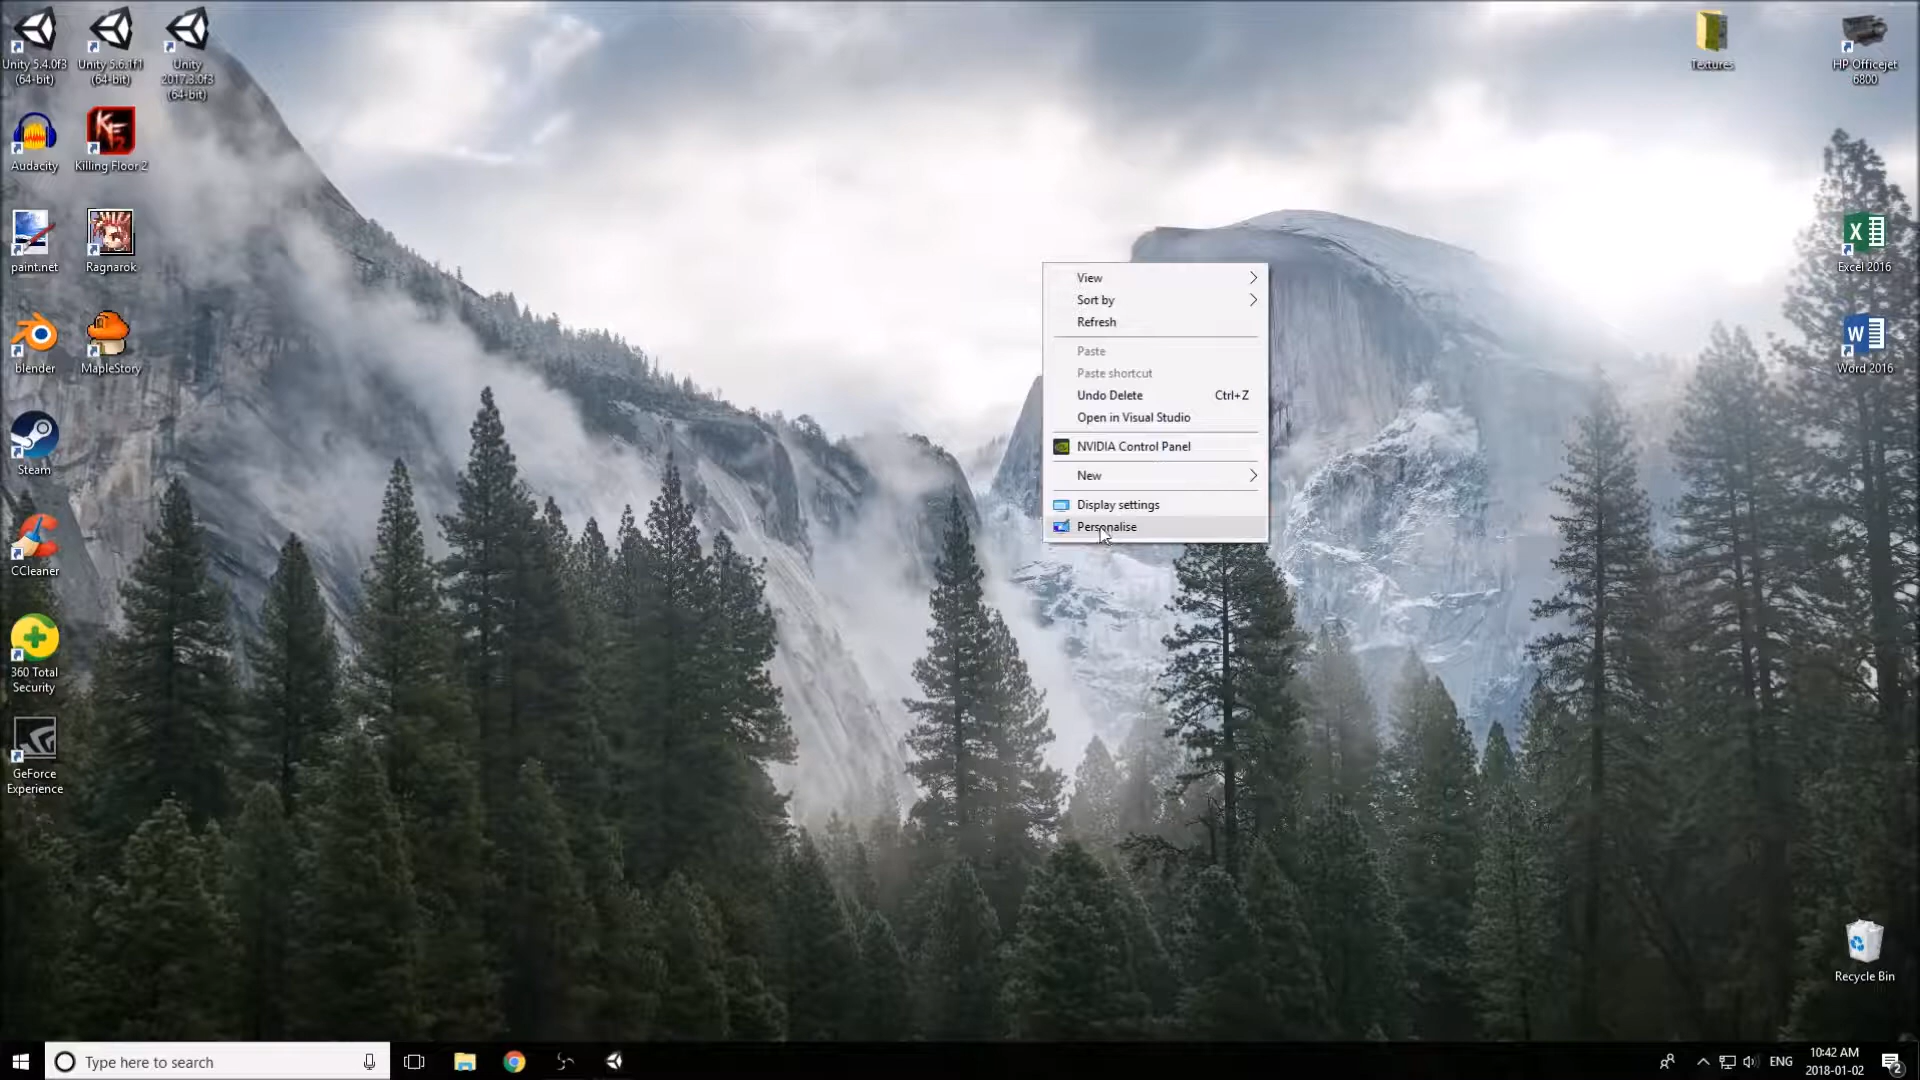 Unity 5.4.0f3
(64-bit)
Unity 5.6.1f1
(64-bit)
Unity
2017.3.0f3
(64-bit)
Textures
HP Officejet
6800
Audacity
Killing Floor 2
paint.net
Ragnarok
Excel 2016
blender
MapleStory
Word 2016
Steam
CCleaner
360 Total
Security
GeForce
Experience
Recycle Bin
View
Sort by
Refresh
Paste
Paste shortcut
Undo Delete Ctrl+Z
Open in Visual Studio
NVIDIA Control Panel
New
Display settings
Personalise
Type here to search
ENG
10:42 AM
2018-01-02
2